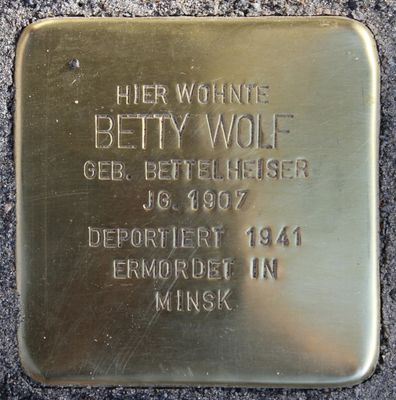 HIER WOHNTE
BETTY WOLF
GEB. BETTELHEISER
JG. 1907
DEPORTIERT 1941
ERMORDET IN
MINSK